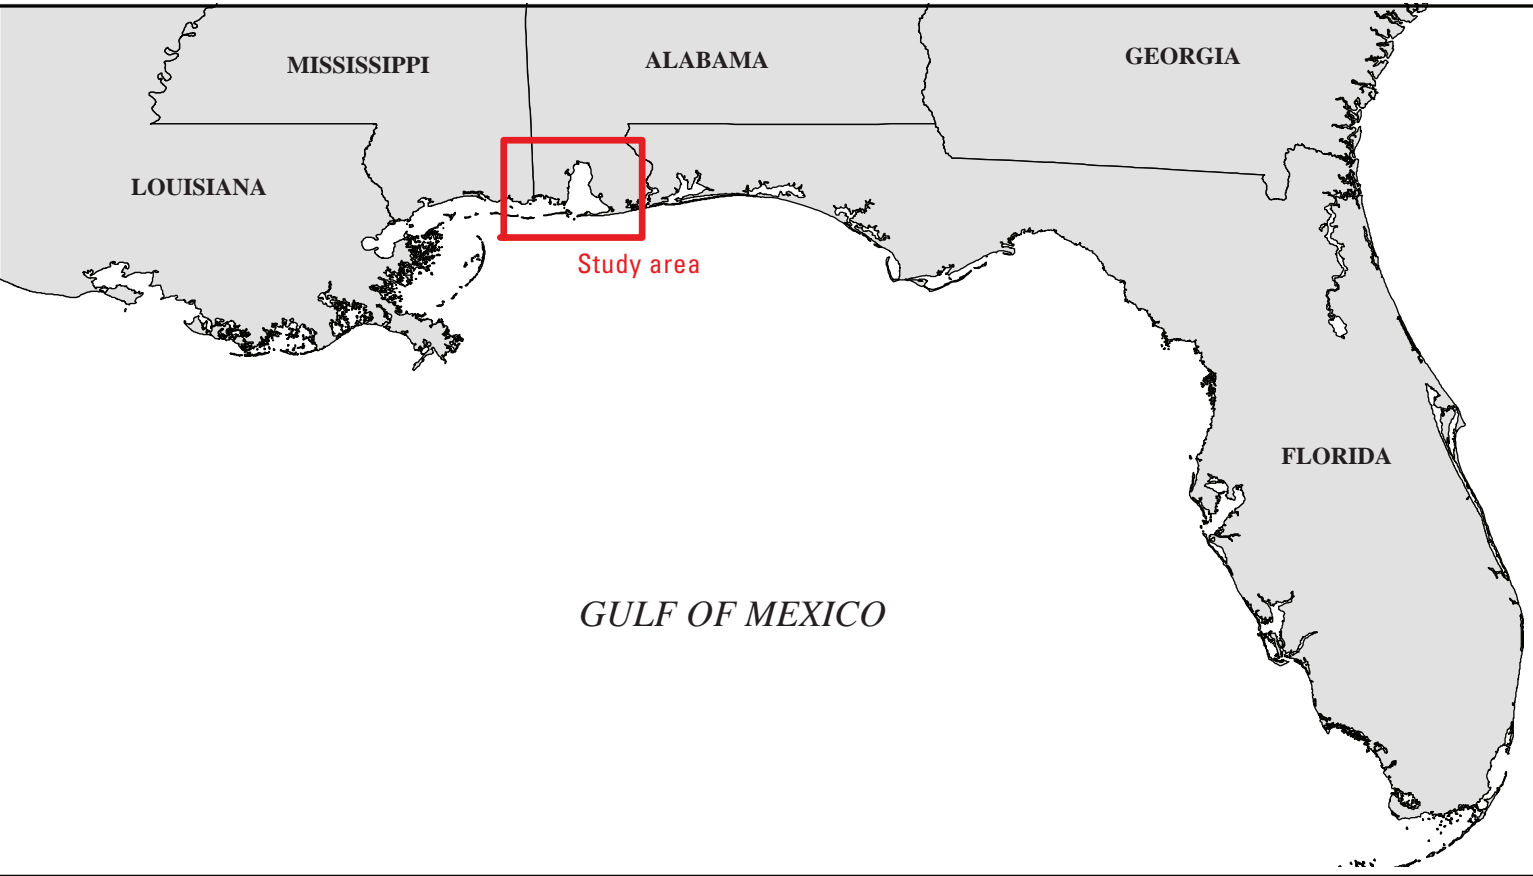 MISSISSIPPI
ALABAMA
GEORGIA
LOUISIANA
Study area
FLORIDA
GULF OF MEXICO